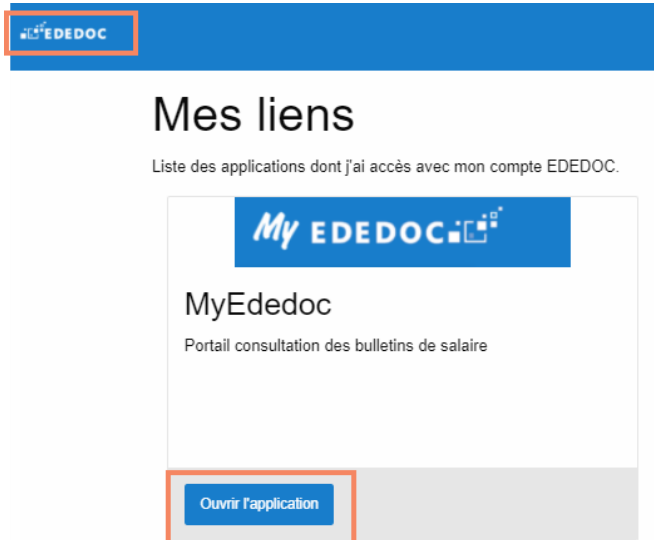 EDEDOC
Mes liens
Liste des applications dont j'ai accès avec mon compte EDEDOC.
My EDEDOC
MyEdedoc
Portail consultation des bulletins de salaire
Ouvrir l'application